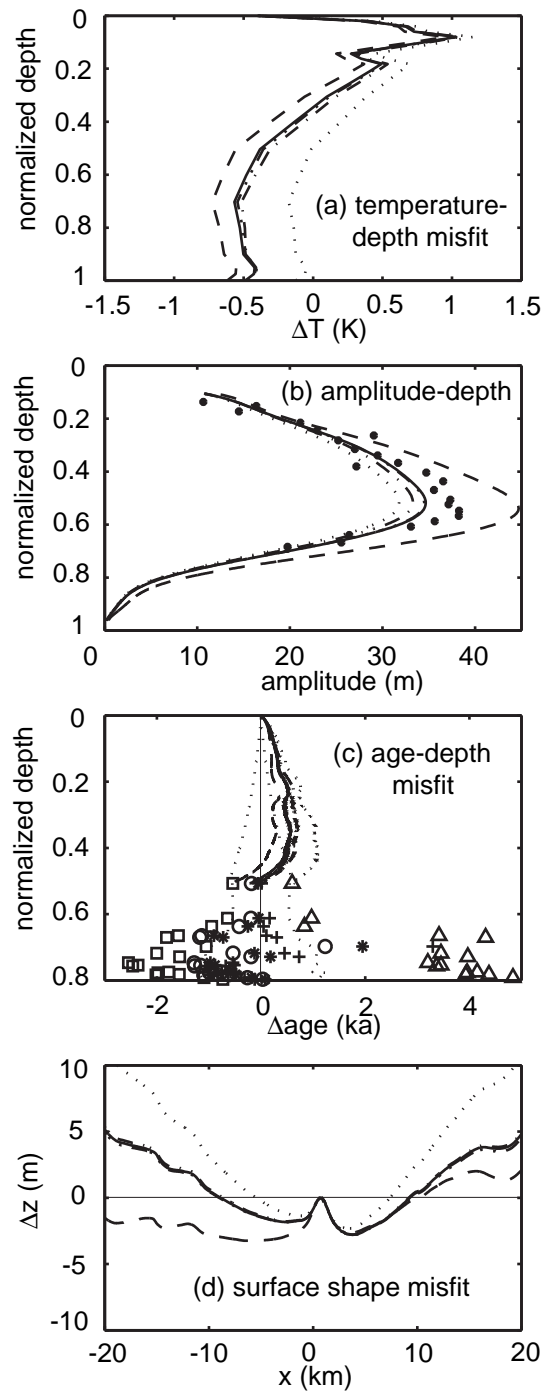 0
0.2
0.4
0.6
0.8
1
normalized depth
(a) temperature-
depth misfit
-1.5 -1 -0.5 0 0.5 1 1.5
ΔT (K)
0
0.2
0.4
0.6
0.8
1
normalized depth
(b) amplitude-depth
0 10 20 30 40
amplitude (m)
0
0.2
0.4
0.6
0.8
normalized depth
(c) age-depth
misfit
-2 0 2 4
Δage (ka)
10
5
0
-5
-10
Δz (m)
(d) surface shape misfit
-20 -10 0 10 20
x (km)